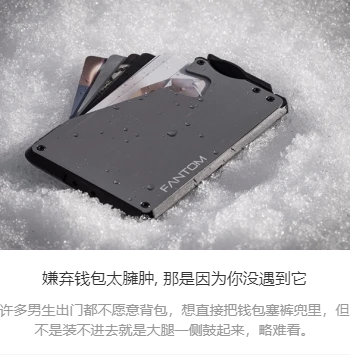 FANTOM
嫌弃钱包太臃肿, 那是因为你没遇到它
许多男生出门都不愿意背包，想直接把钱包塞裤兜里，但
不是装不进去就是大腿一侧鼓起来，略难看。